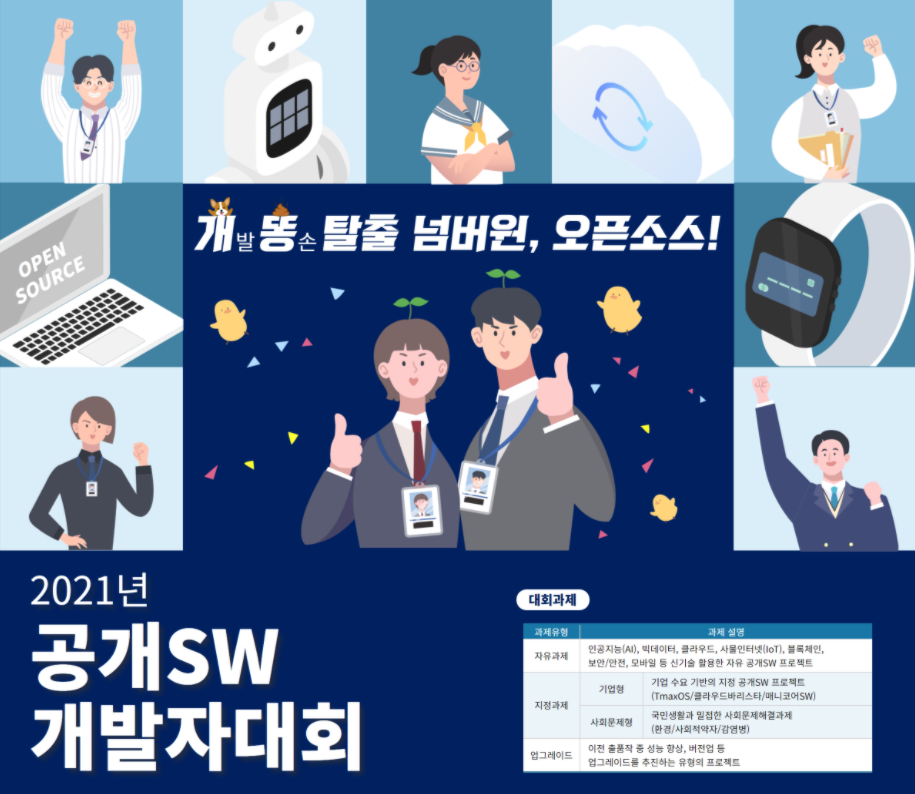 개발똥손 탈출 넘버원, 오픈소스!
OPEN
SOURCE
2021년
공개SW
개발자대회
대회과제
과제유형 과제 설명
자유과제
인공지능(AI), 빅데이터, 클라우드, 사물인터넷(IoT), 블록체인,
보안/안전, 모바일 등 신기술 활용한 자유 공개SW 프로젝트
지정과제
기업형
기업 수요 기반의 지정 공개SW 프로젝트
(TmaxOS/클라우드바리스타/매니코어SW)
사회문제형
국민생활과 밀접한 사회문제해결과제
(환경/사회적약자/감염병)
업그레이드
이전 출품작 중 성능 향상, 버전업 등
업그레이드를 추진하는 유형의 프로젝트